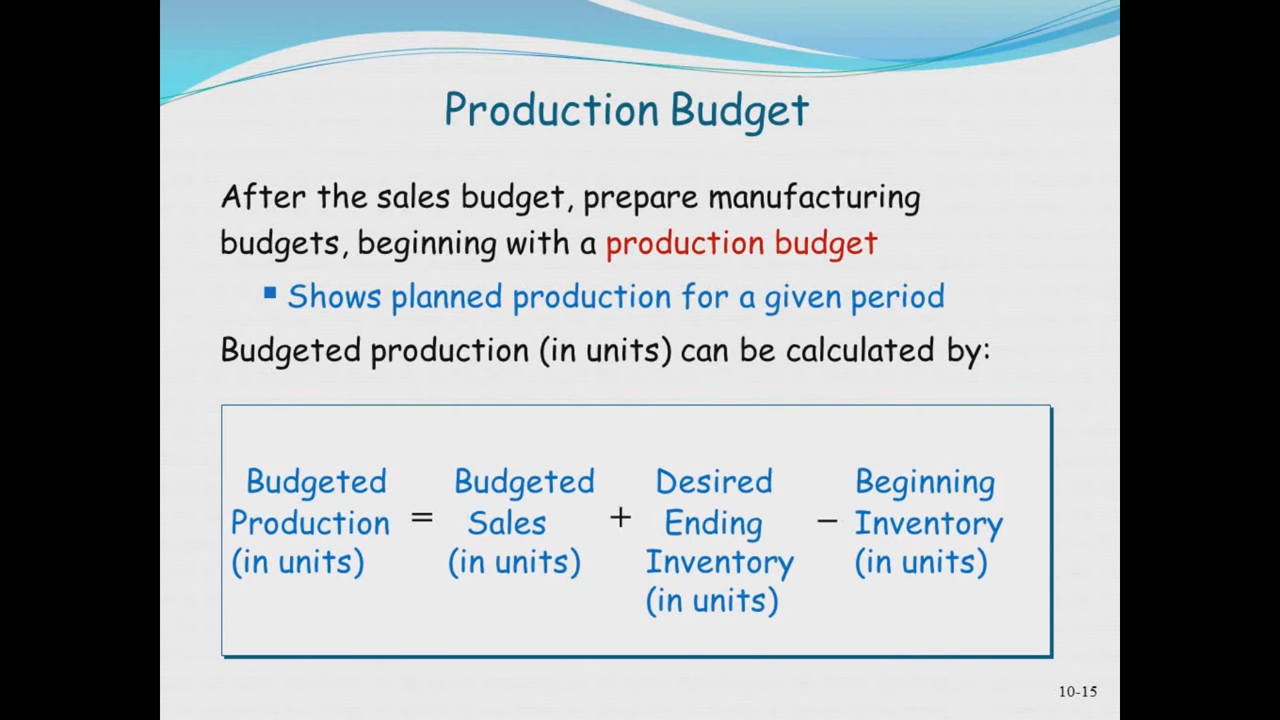 Production Budget
After the sales budget, prepare manufacturing
budgets, beginning with a production budget
▪ Shows planned production for a given period
Budgeted production (in units) can be calculated by:
Budgeted Budgeted Desired Beginning
Production = Sales + Ending – Inventory
(in units) (in units) Inventory (in units)
(in units)
10-15